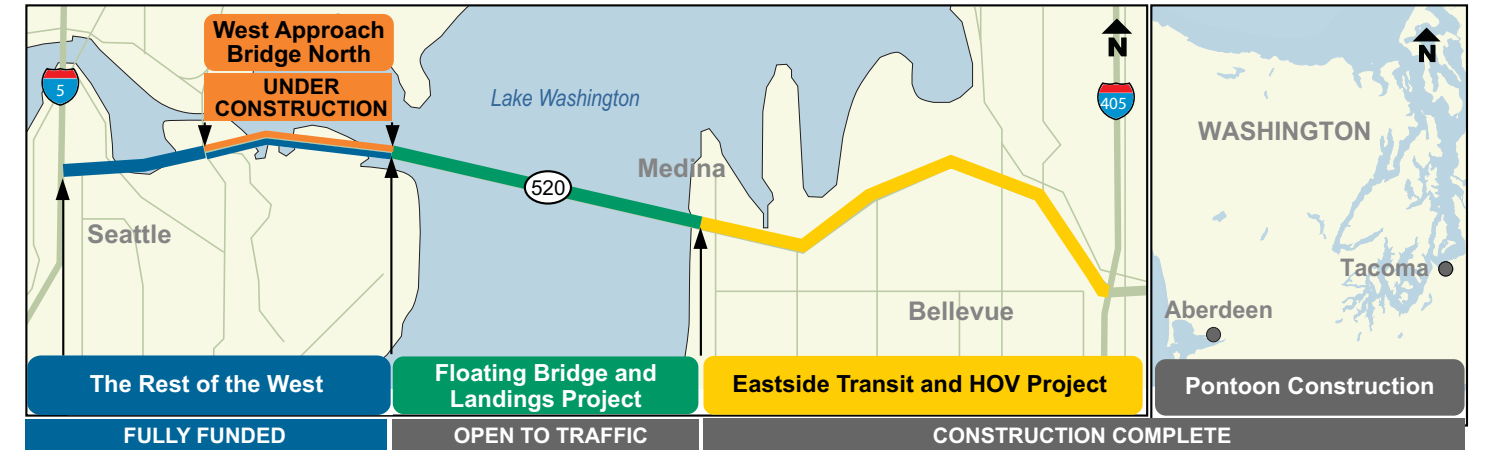 West Approach
Bridge North
UNDER
CONSTRUCTION
5
Lake Washington
N
405
N
WASHINGTON
Medina
520
Seattle
Bellevue
Tacoma
Aberdeen
The Rest of the West
Floating Bridge and
Landings Project
Eastside Transit and HOV Project
Pontoon Construction
FULLY FUNDED
OPEN TO TRAFFIC
CONSTRUCTION COMPLETE